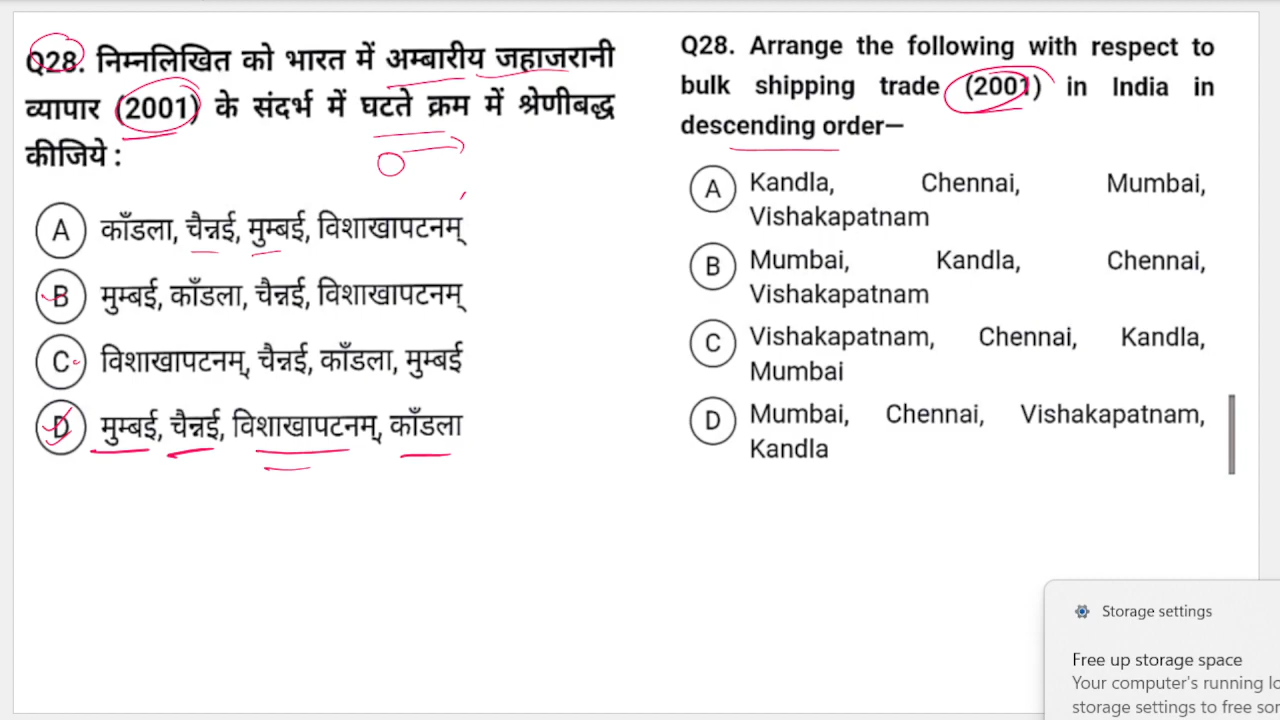 Q28. निम्नलिखित को भारत में अम्बारीय जहाजरानी
व्यापार (2001) के संदर्भ में घटते क्रम में श्रेणीबद्ध
कीजिये :
A काँडला, चैन्नई, मुम्बई, विशाखापटनम्
B मुम्बई, काँडला, चैन्नई, विशाखापटनम्
C विशाखापटनम्, चैन्नई, काँडला, मुम्बई
D मुम्बई, चैन्नई, विशाखापटनम्, काँडला
Q28. Arrange the following with respect to
bulk shipping trade (2001) in India in
descending order—
A Kandla, Chennai, Mumbai,
Vishakapatnam
B Mumbai, Kandla, Chennai,
Vishakapatnam
C Vishakapatnam, Chennai, Kandla,
Mumbai
D Mumbai, Chennai, Vishakapatnam,
Kandla
Storage settings
Free up storage space
Your computer's running
storage settings to free